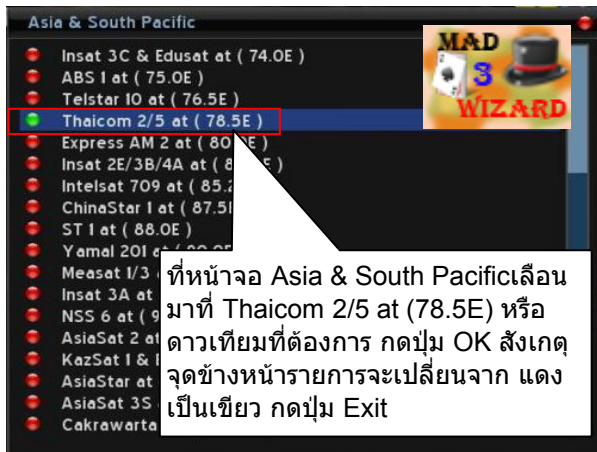 Asia & South Pacific
MAD
3
WIZARD
Insat 3C & Edusat at ( 74.0E )
ABS 1 at ( 75.0E )
Telstar 10 at ( 76.5E )
Thaicom 2/5 at ( 78.5E )
Express AM 2 at ( 80
Insat 2E/3B/4A at ( 8
Intelsat 709 at ( 85.2
ChinaStar 1 at ( 87.5
ST 1 at ( 88.0E )
Yamal 201
Measat 1/3
Insat 3A at
NSS 6 at ( 9
AsiaSat 2 at
KazSat 1 &
AsiaStar at
AsiaSat 3S
Cakrawarta
ที่หน้าจอ Asia & South Pacificเลือน
มาที่ Thaicom 2/5 at (78.5E) หรือ
ดาวเทียมที่ต้องการ กดปุ่ม OK สังเกตุ
จุดข้างหน้ารายการจะเปลี่ยนจาก แดง
เป็นเขียว กดปุ่ม Exit